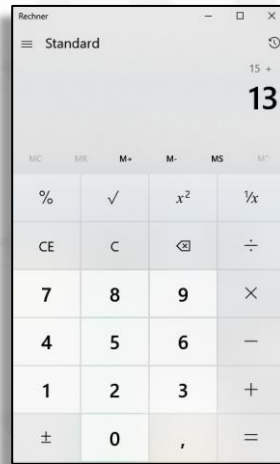 Rechner
Standard
15 +
13
MC MR M+ M- MS M˅
% √ x² ¹/x
CE C ÷
7 8 9 ×
4 5 6 −
1 2 3 +
± 0 , =